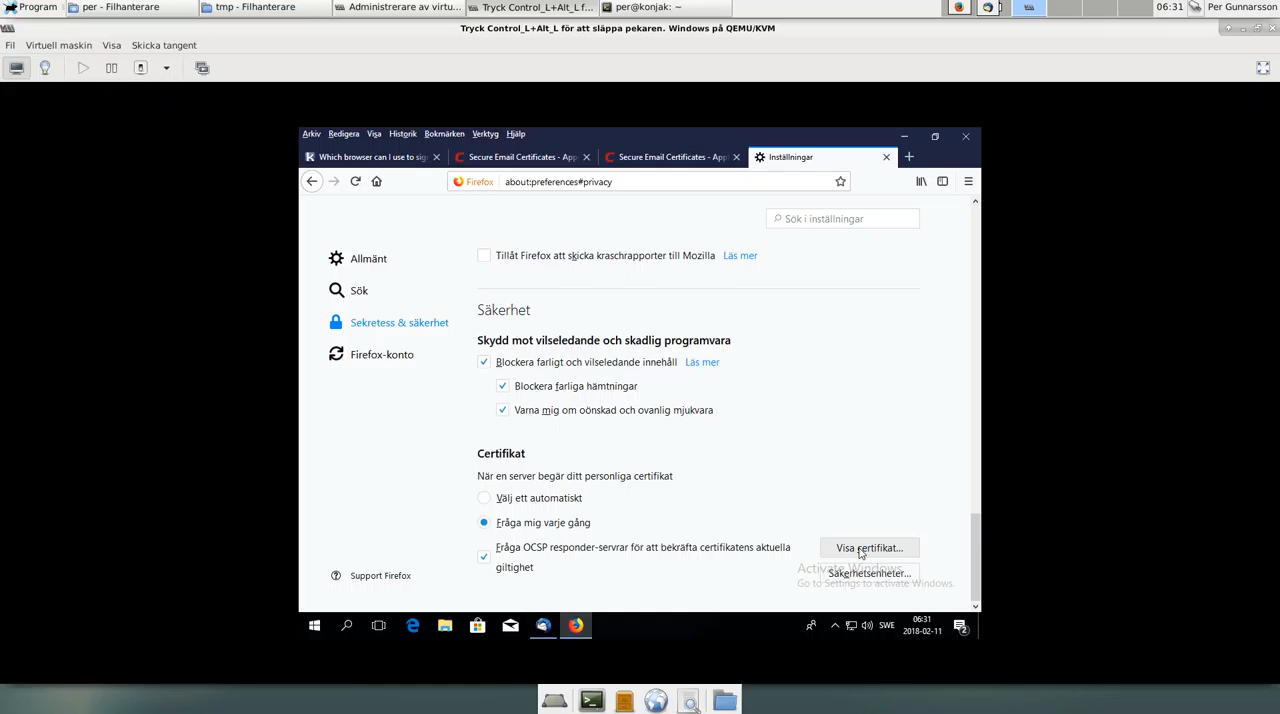 Program per - Filhanterare tmp - Filhanterare Administrerare av virtu... Tryck Control_L+Alt_L f... per@konjak: ~ 06:31 Per Gunnarsson
Tryck Control_L+Alt_L för att släppa pekaren. Windows på QEMU/KVM
Fil Virtuell maskin Visa Skicka tangent
Arkiv Redigera Visa Historik Bokmärken Verktyg Hjälp
Which browser can I use to sig Secure Email Certificates - App Secure Email Certificates - App Inställningar
Firefox about:preferences#privacy
Sök i inställningar
Tillåt Firefox att skicka kraschrapporter till Mozilla Läs mer
Allmänt
Sök
Säkerhet
Sekretess & säkerhet
Skydd mot vilseledande och skadlig programvara
Firefox-konto
Blockera farligt och vilseledande innehåll Läs mer
Blockera farliga hämtningar
Varna mig om oönskad och ovanlig mjukvara
Certifikat
När en server begär ditt personliga certifikat
Välj ett automatiskt
Fråga mig varje gång
Fråga OCSP responder-servrar för att bekräfta certifikatens aktuella giltighet
Visa certifikat...
Activate Windows
Säkerhetsenheter...
Go to Settings to activate Windows.
Support Firefox
SWE
06:31
2018-02-11
2